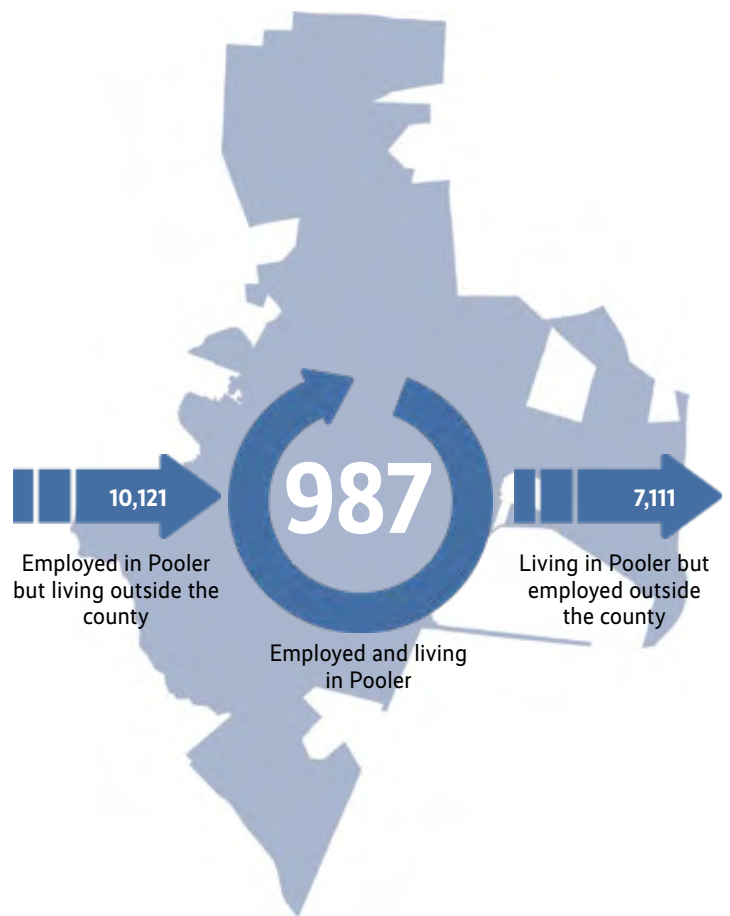 10,121
Employed in Pooler
but living outside the
county
987
Employed and living
in Pooler
7,111
Living in Pooler but
employed outside
the county